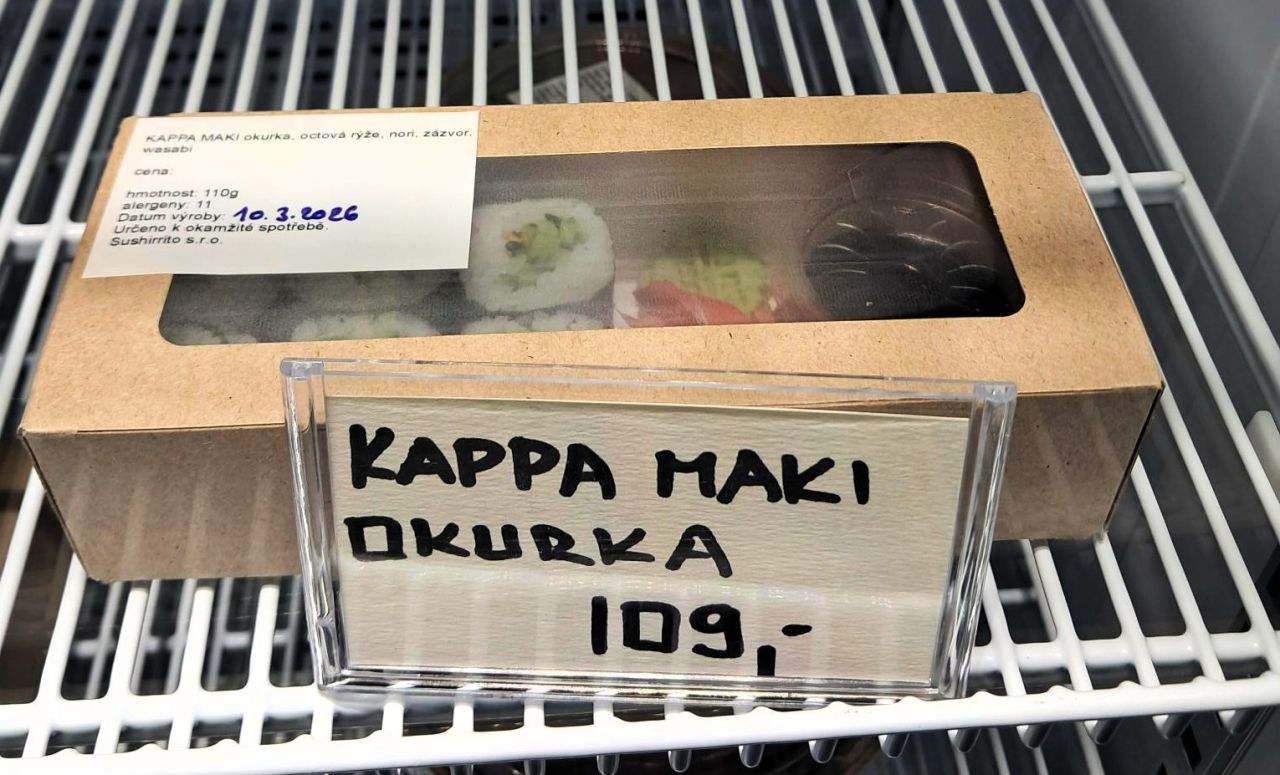 KAPPA MAKI okurka, octová rýže, nori, zázvor,
wasabi
cena:
hmotnost: 110g
alergeny: 11
Datum výroby: 10. 3. 2026
Určeno k okamžité spotřebě.
Sushirrito s.r.o.
KAPPA MAKI
OKURKA
109,-